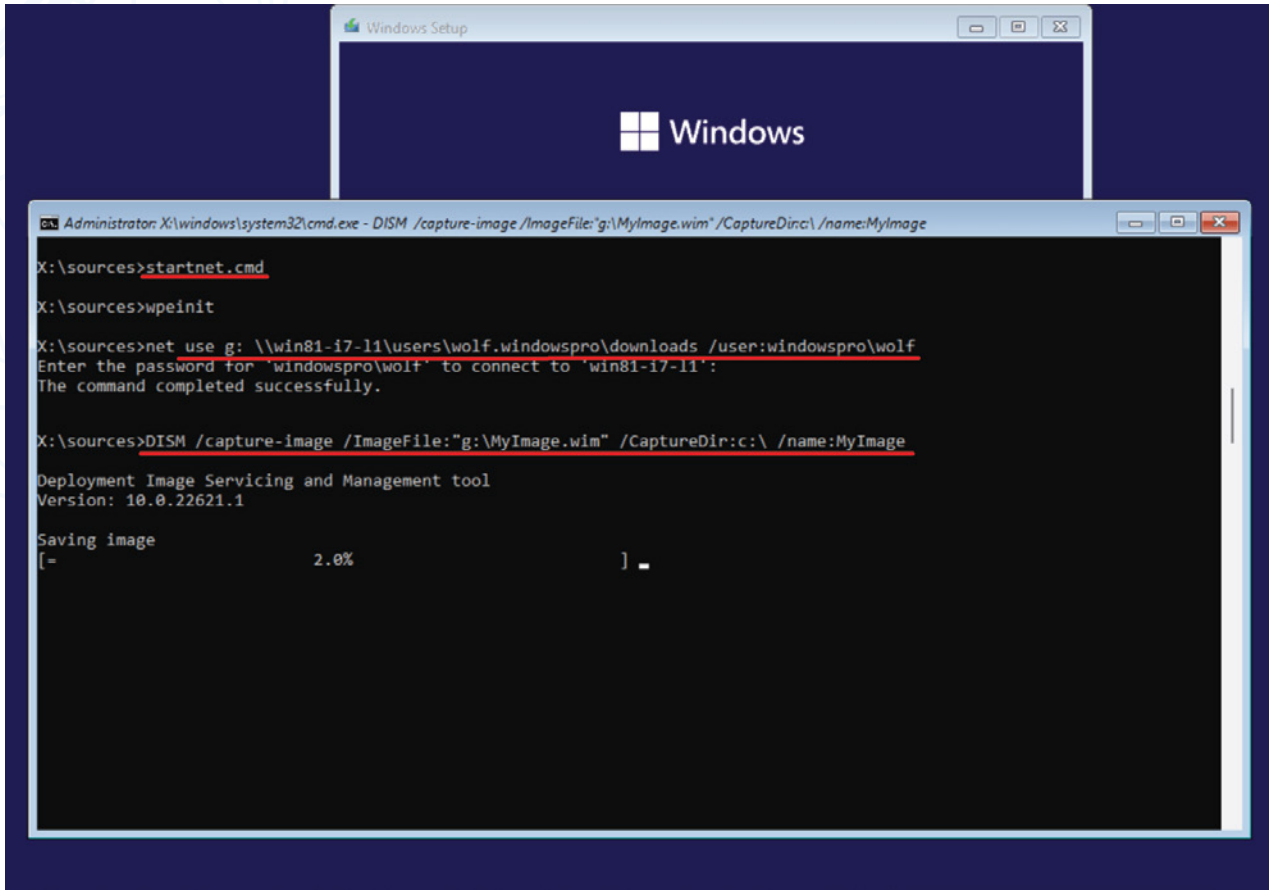 Windows Setup
Windows
Administrator: X:\windows\system32\cmd.exe - DISM /capture-image /ImageFile:"g:\MyImage.wim" /CaptureDir:c:\ /name:MyImage
X:\sources>startnet.cmd
X:\sources>wpeinit
X:\sources>net use g: \\win81-i7-l1\users\wolf.windowspro\downloads /user:windowspro\wolf
Enter the password for 'windowspro\wolf' to connect to 'win81-i7-l1':
The command completed successfully.
X:\sources>DISM /capture-image /ImageFile:"g:\MyImage.wim" /CaptureDir:c:\ /name:MyImage
Deployment Image Servicing and Management tool
Version: 10.0.22621.1
Saving image
[= 2.0% ]